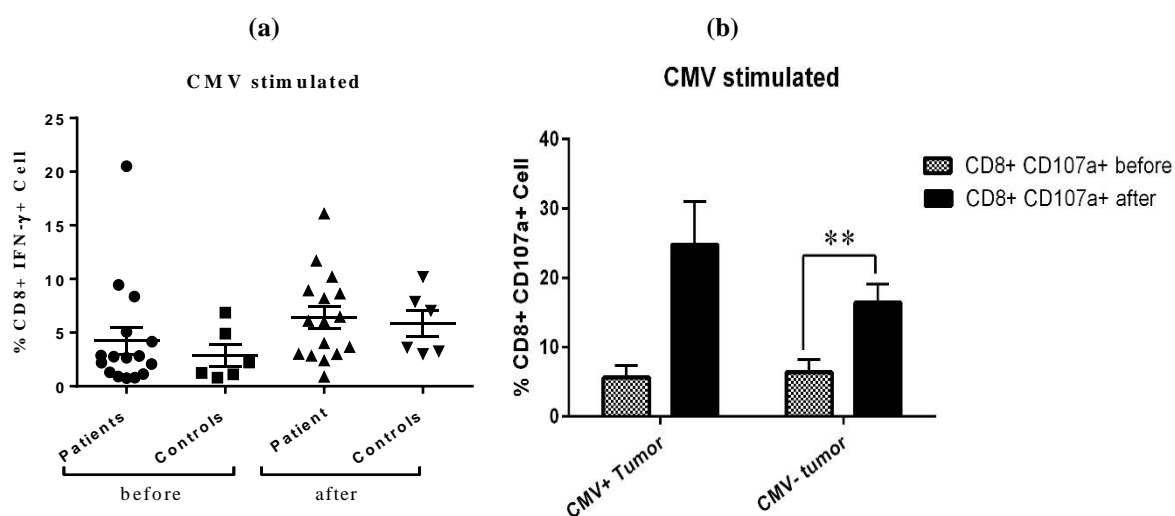 (a)
CMV stimulated
% CD8+ IFN-γ+ Cell
25
20
15
10
5
0
Patients
Controls
Patient
Controls
before
after
(b)
CMV stimulated
% CD8+ CD107a+ Cell
40
30
20
10
0
**
CMV+ Tumor
CMV- tumor
CD8+ CD107a+ before
CD8+ CD107a+ after